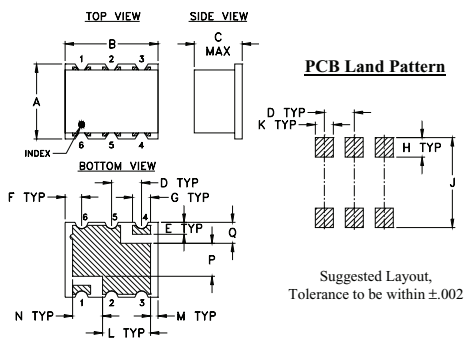 TOP VIEW
SIDE VIEW
B
C
MAX
1 2 3
A
INDEX
6 5 4
BOTTOM VIEW
F TYP
D TYP
G TYP
6 5 4
E TYP
Q
P
1 2 3
N TYP
M TYP
L TYP
PCB Land Pattern
D TYP
K TYP
H TYP
J
Suggested Layout,
Tolerance to be within ±.002